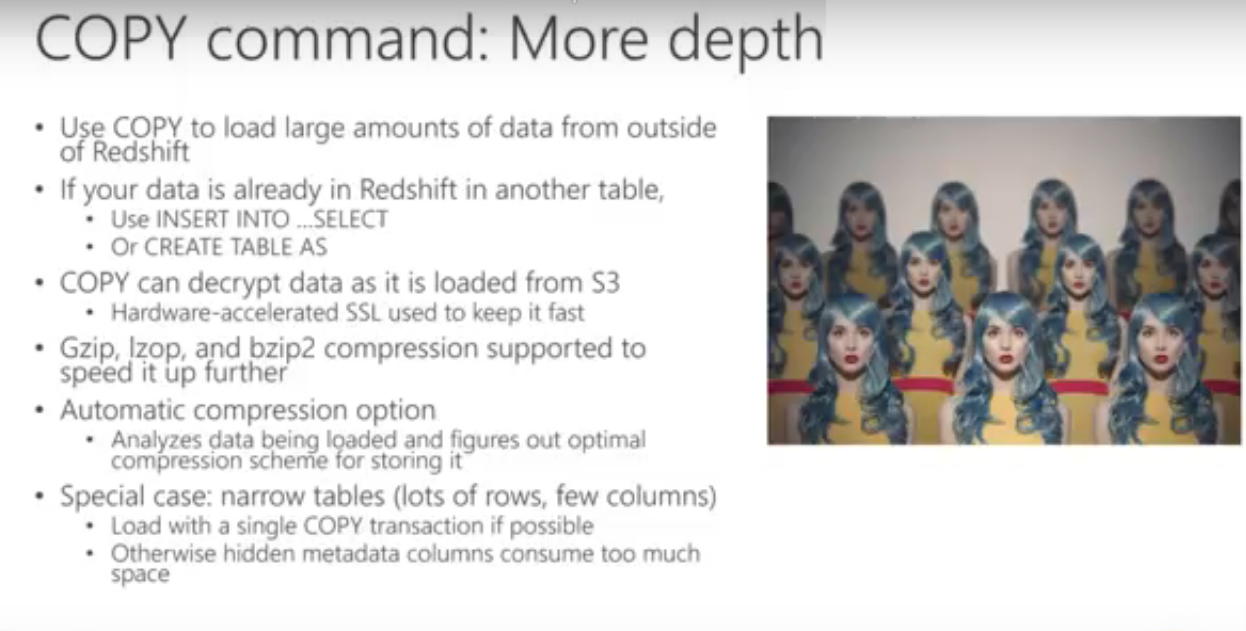 COPY command: More depth
• Use COPY to load large amounts of data from outside
of Redshift
• If your data is already in Redshift in another table,
• Use INSERT INTO ...SELECT
• Or CREATE TABLE AS
• COPY can decrypt data as it is loaded from S3
• Hardware-accelerated SSL used to keep it fast
• Gzip, lzop, and bzip2 compression supported to
speed it up further
• Automatic compression option
• Analyzes data being loaded and figures out optimal
compression scheme for storing it
• Special case: narrow tables (lots of rows, few columns)
• Load with a single COPY transaction if possible
• Otherwise hidden metadata columns consume too much
space